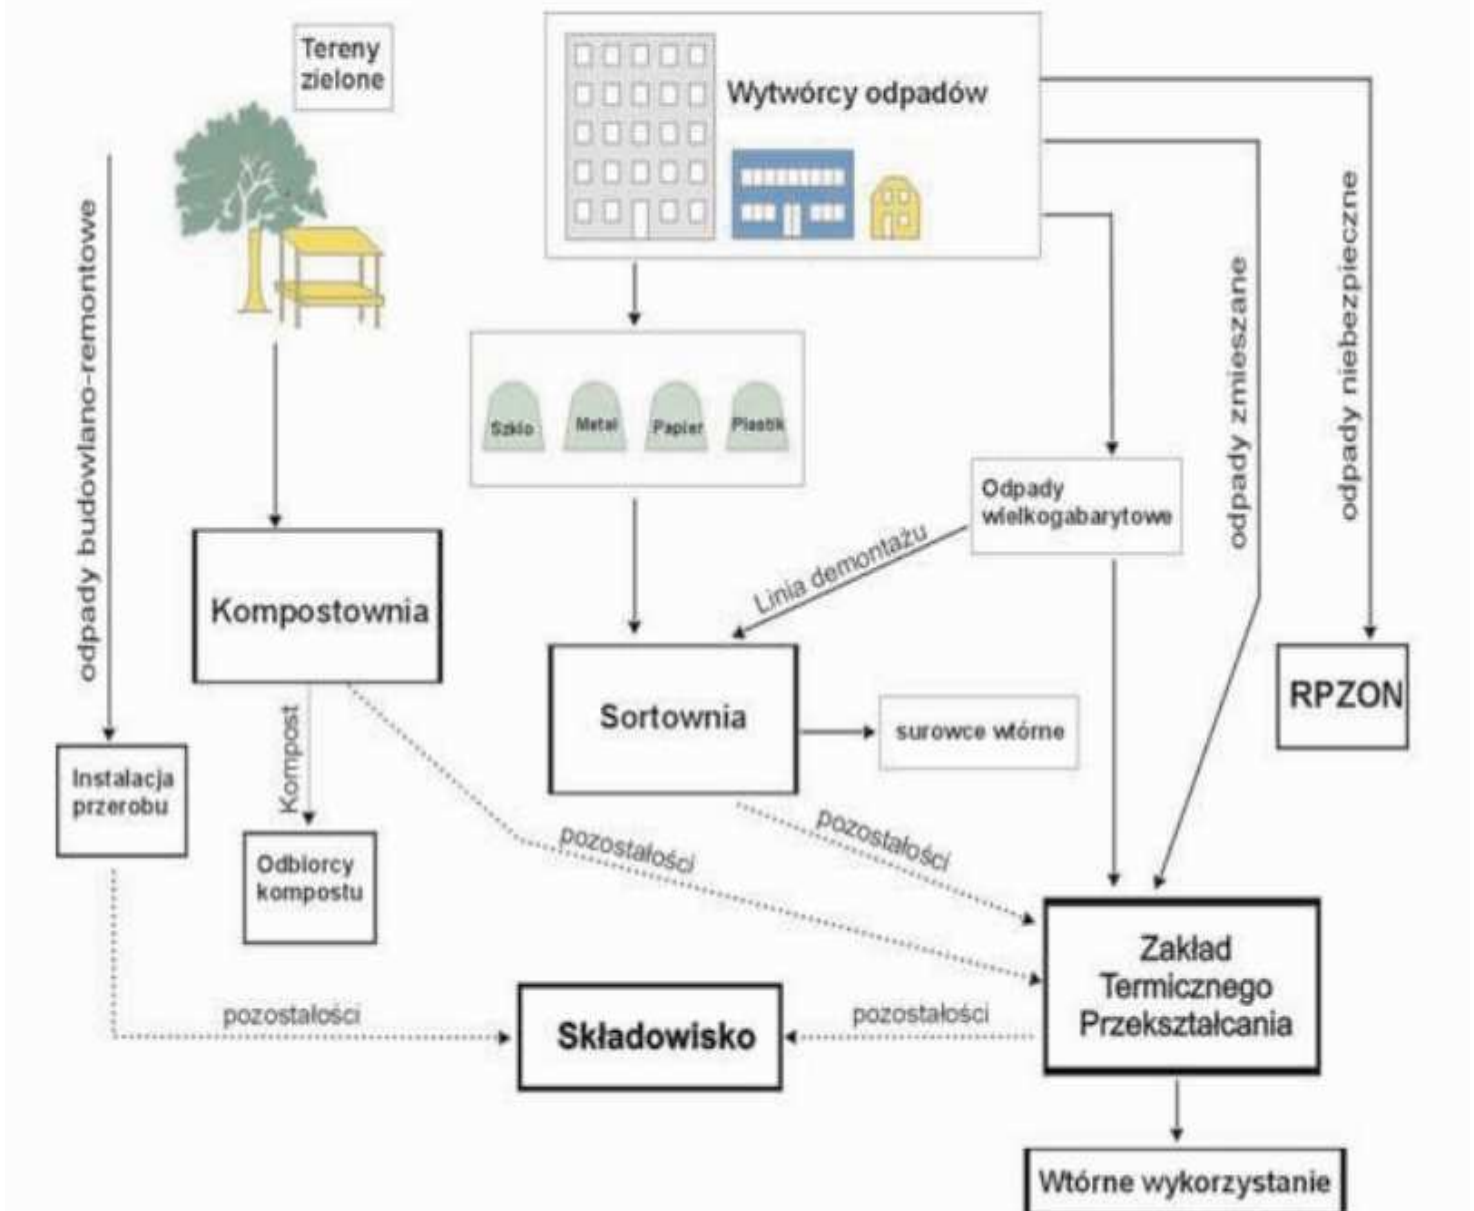 Tereny
zielone
Wytwórcy odpadów
odpady budowlano-remontowe
odpady zmieszane
odpady niebezpieczne
Szkło
Metal
Papier
Plastik
Odpady
wielkogabarytowe
Linia demontażu
Kompostownia
Sortownia
surowce wtórne
RPZON
Kompost
Instalacja
przerobu
Odbiorcy
kompostu
pozostałości
pozostałości
Zakład
Termicznego
Przekształcania
pozostałości
Składowisko
pozostałości
Wtórne wykorzystanie